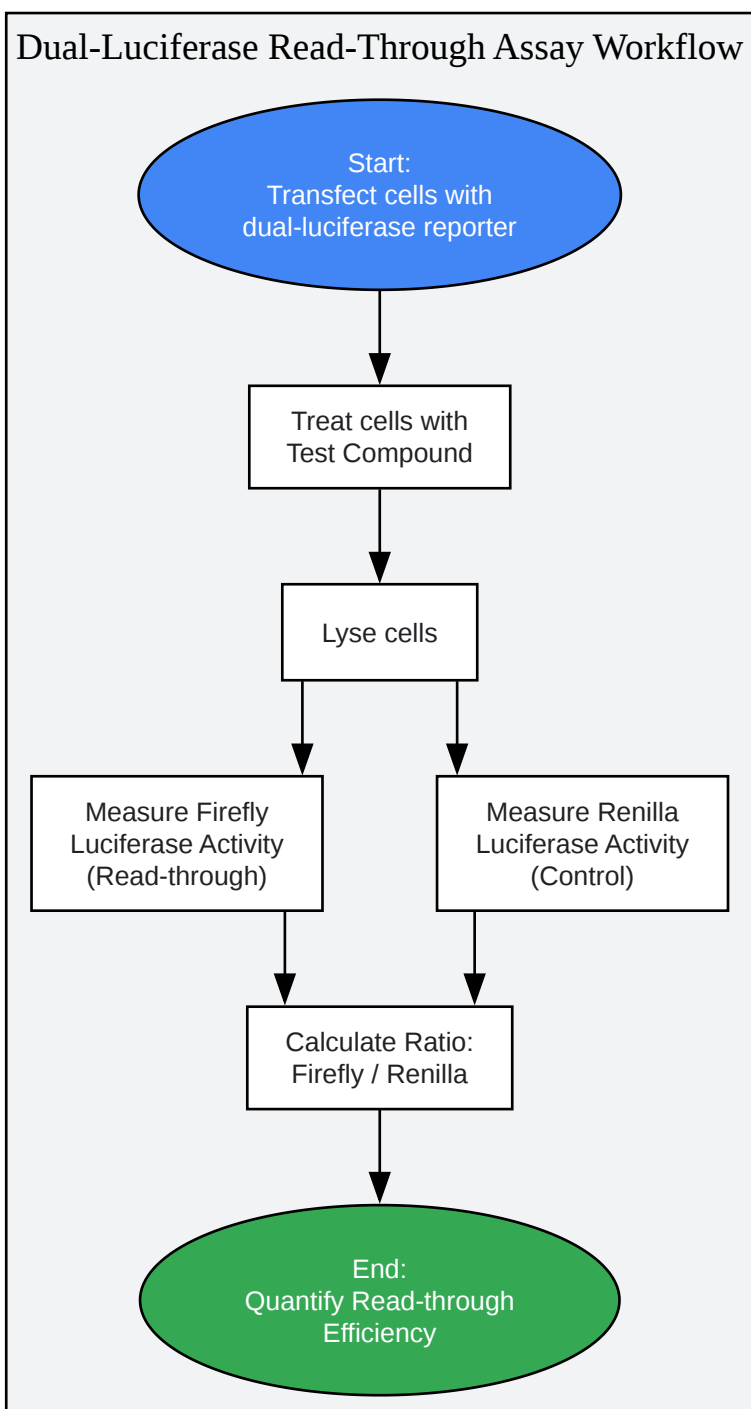 Dual-Luciferase Read-Through Assay Workflow
Start:
Transfect cells with
dual-luciferase reporter
Treat cells with
Test Compound
Lyse cells
Measure Firefly
Luciferase Activity
(Read-through)
Measure Renilla
Luciferase Activity
(Control)
Calculate Ratio:
Firefly / Renilla
End:
Quantify Read-through
Efficiency